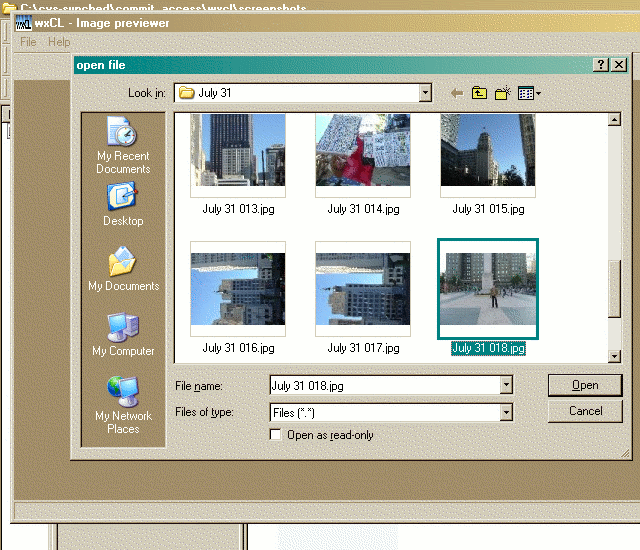 C:\cvs-sunched\commit_access\wxcl\screenshots
wxCL - Image previewer
File Help
open file
Look in: July 31
My Recent Documents
Desktop
My Documents
My Computer
My Network Places
July 31 013.jpg July 31 014.jpg July 31 015.jpg
July 31 016.jpg July 31 017.jpg July 31 018.jpg
File name: July 31 018.jpg Open
Files of type: Files (*.*) Cancel
Open as read-only